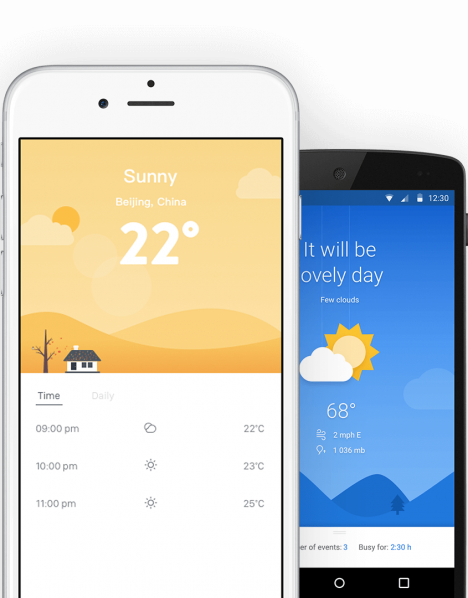 Sunny
Beijing, China
22°
Time
Daily
09:00 pm
22°C
10:00 pm
23°C
11:00 pm
25°C
12:30
It will be
ovely day
Few clouds
68°
2 mph E
1 036 mb
er of events: 3 Busy for: 2:30 h